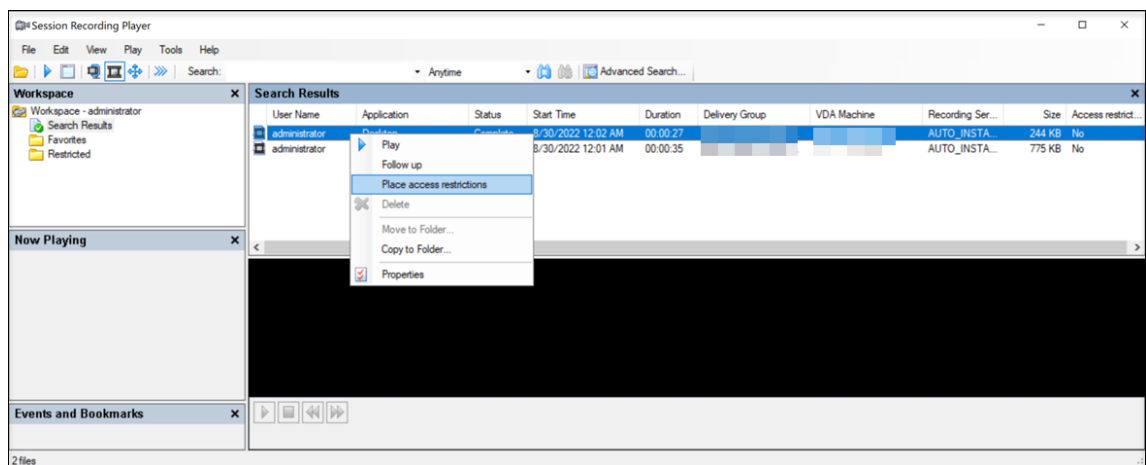 Session Recording Player
File Edit View Play Tools Help
Search: Anytime Advanced Search...
Workspace
Workspace - administrator
Search Results
Favorites
Restricted
Now Playing
Events and Bookmarks
Search Results
User Name Application Status Start Time Duration Delivery Group VDA Machine Recording Ser... Size Access restrict...
administrator Desktop Complete 8/30/2022 12:02 AM 00:00:27 AUTO_INSTA... 244 KB No
administrator 8/30/2022 12:01 AM 00:00:35 AUTO_INSTA... 775 KB No
Play
Follow up
Place access restrictions
Delete
Move to Folder...
Copy to Folder...
Properties
2 files